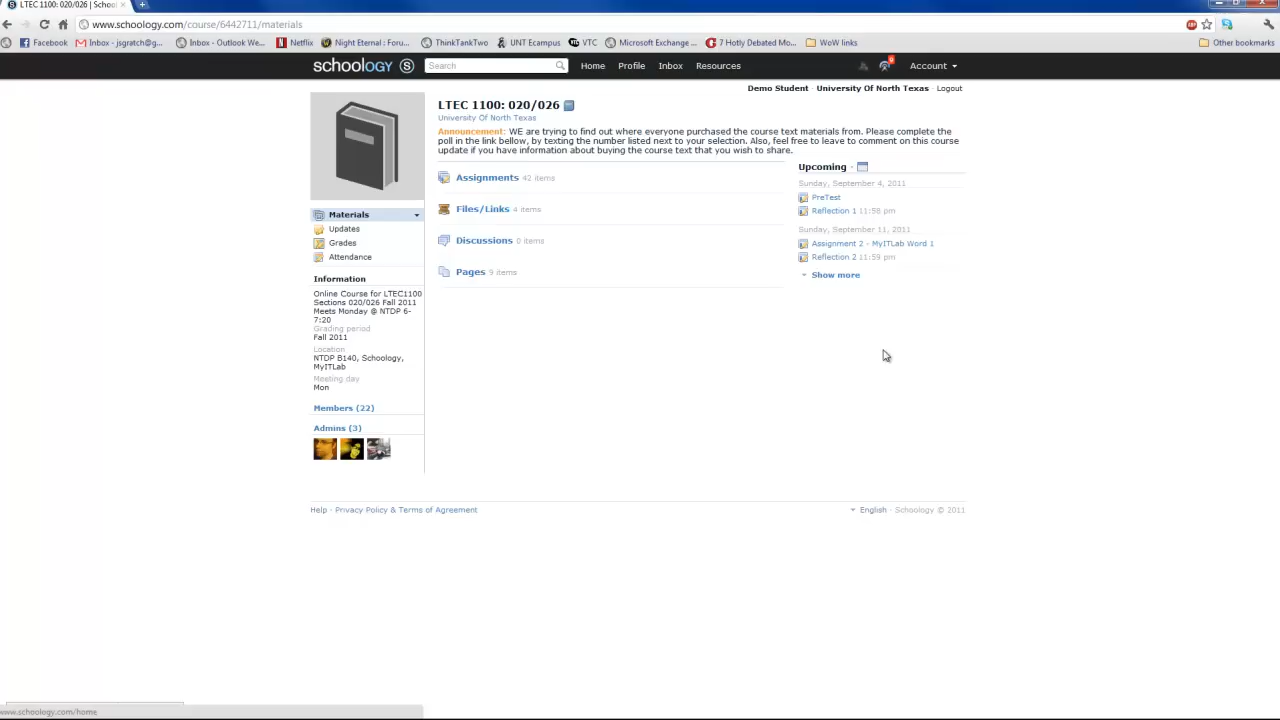 LTEC 1100: 020/026 | Schoo
www.schoology.com/course/6442711/materials
Facebook
Inbox - jsgratch@g...
Inbox - Outlook We...
Netflix
Night Eternal : Foru...
ThinkTankTwo
UNT Ecampus
VTC
Microsoft Exchange ...
7 Hotly Debated Mo...
WoW links
Other bookmarks
schoology S
Search
Home
Profile
Inbox
Resources
Account
Demo Student · University Of North Texas · Logout
LTEC 1100: 020/026
University Of North Texas
Announcement: WE are trying to find out where everyone purchased the course text materials from. Please complete the
poll in the link bellow, by texting the number listed next to your selection. Also, feel free to leave to comment on this course
update if you have information about buying the course text that you wish to share.
Materials
Updates
Grades
Attendance
Information
Online Course for LTEC1100
Sections 020/026 Fall 2011
Meets Monday @ NTDP 6-
7:20
Grading period
Fall 2011
Location
NTDP B140, Schoology,
MyITLab
Meeting day
Mon
Members (22)
Admins (3)
Assignments 42 items
Files/Links 4 items
Discussions 0 items
Pages 9 items
Upcoming ·
Sunday, September 4, 2011
PreTest
Reflection 1 11:58 pm
Sunday, September 11, 2011
Assignment 2 - MyITLab Word 1
Reflection 2 11:59 pm
Show more
Help · Privacy Policy & Terms of Agreement
English · Schoology © 2011
www.schoology.com/home